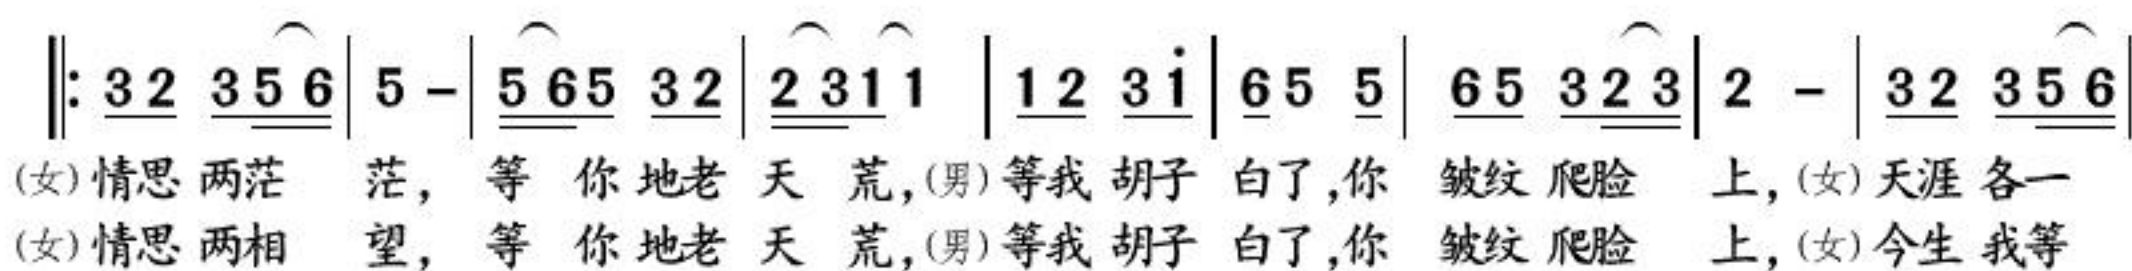 ‖: 3 2 3 5 6 | 5 – | 5 6 5 3 2 | 2 3 1 1 | 1 2 3 i | 6 5 5 | 6 5 3 2 3 | 2 – | 3 2 3 5 6 |
(女)情思 两茫 茫, 等 你 地老 天 荒,(男)等我 胡子 白了,你 皱纹 爬脸 上,(女)天涯 各一
(女)情思 两相 望, 等 你 地老 天 荒,(男)等我 胡子 白了,你 皱纹 爬脸 上,(女)今生 我等